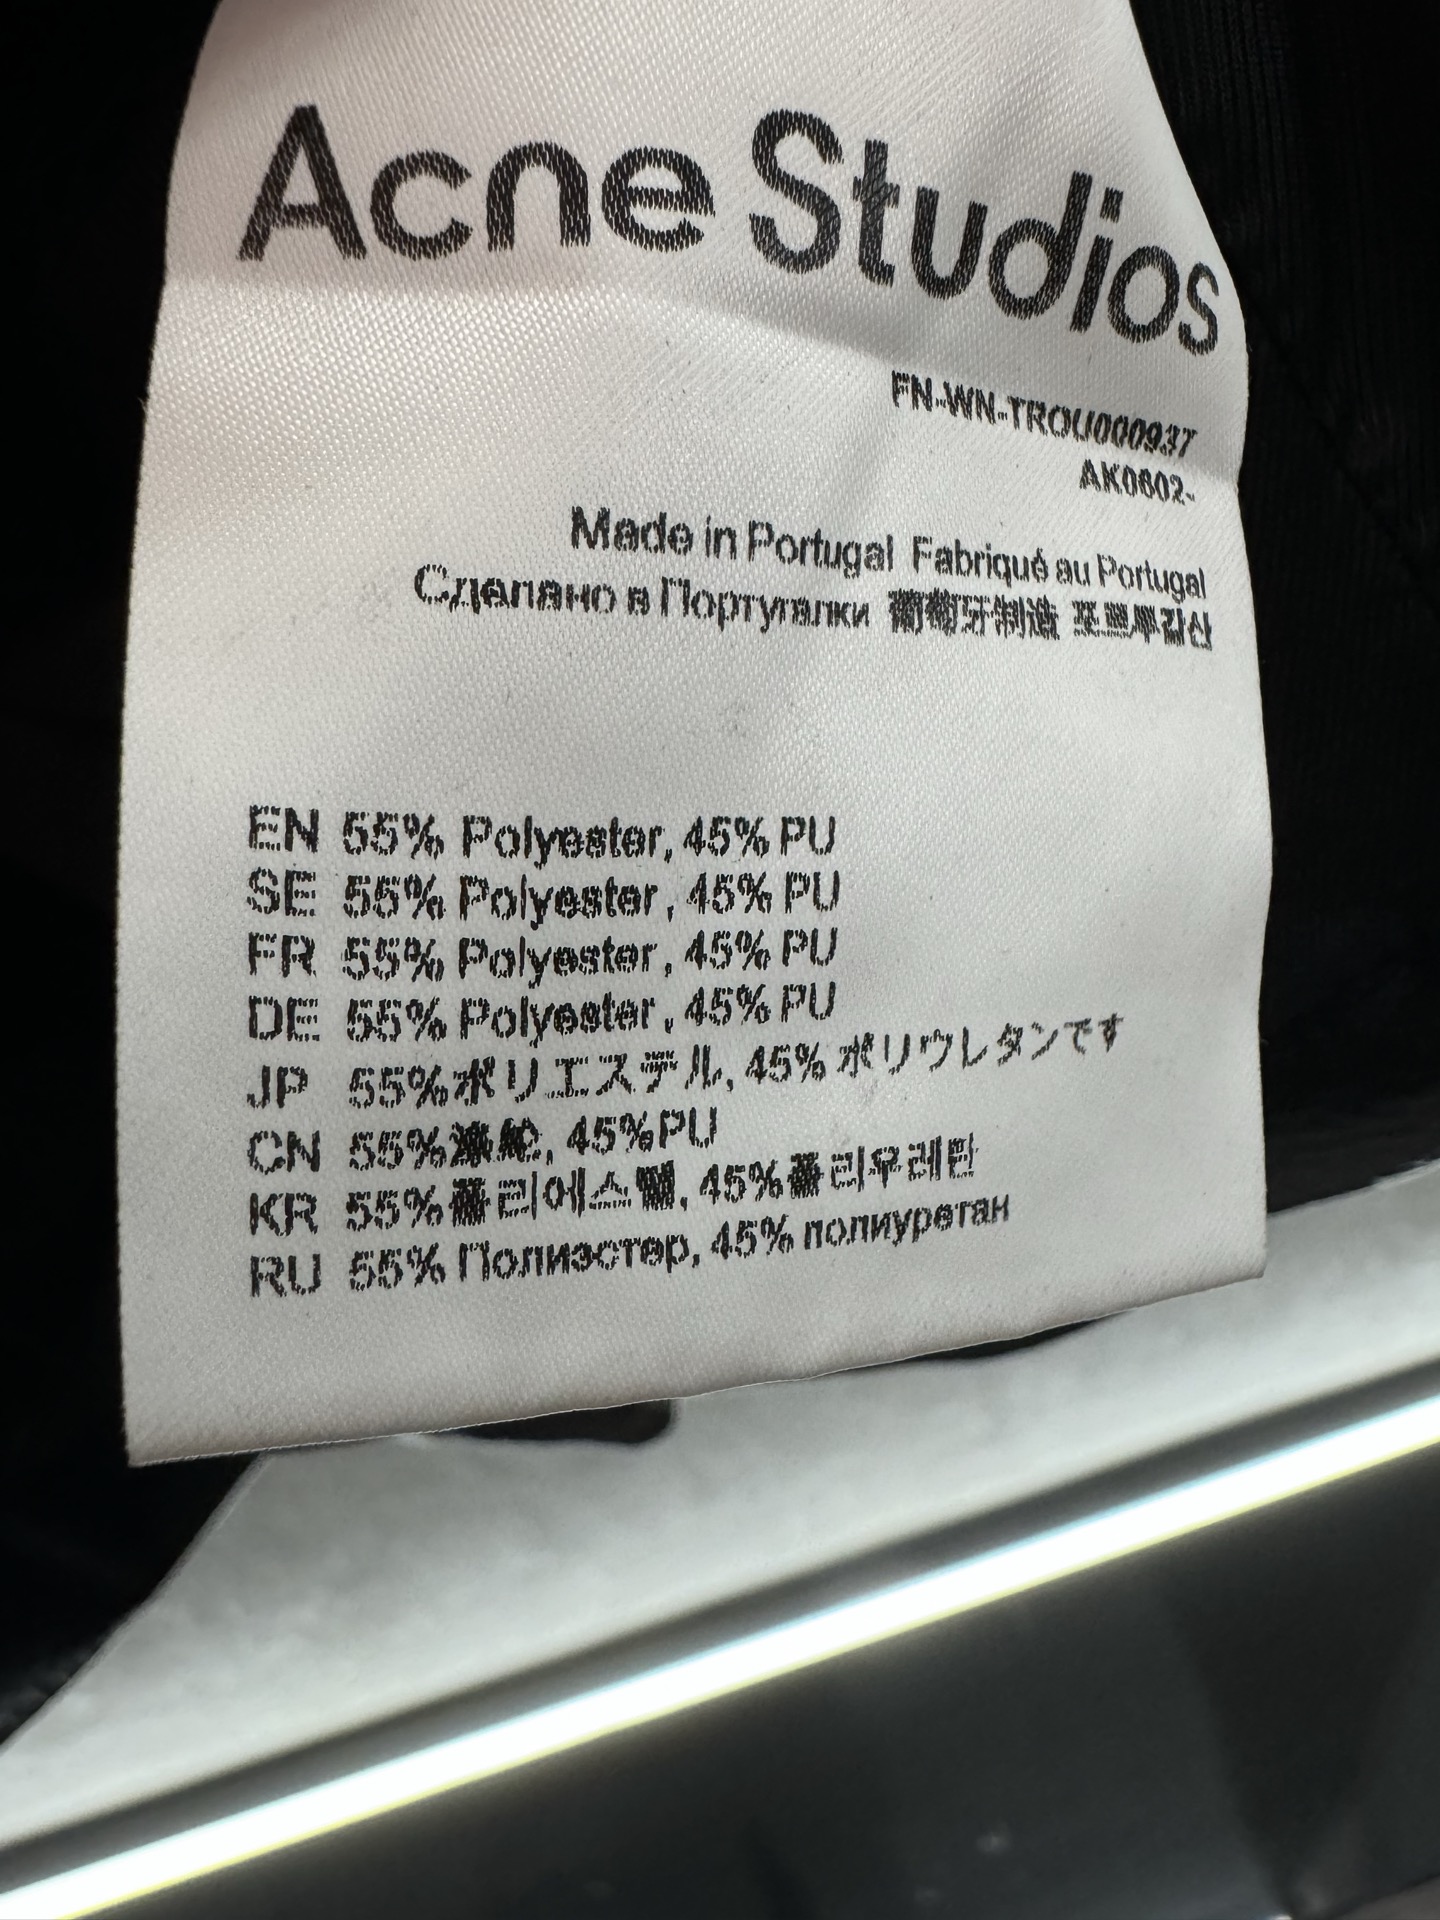 Acne Studios
FN-WN-TROU000937
AK0602-
Made in Portugal Fabriqué au Portugal
Сделано в Португалки 葡萄牙制造 포르투갈산
EN 55% Polyester, 45% PU
SE 55% Polyester, 45% PU
FR 55% Polyester, 45% PU
DE 55% Polyester, 45% PU
JP 55%ポリエステル, 45%ポリウレタンです
CN 55%涤纶, 45%PU
KR 55%폴리에스텔, 45%폴리우레탄
RU 55% Полиэстер, 45% полиуретан